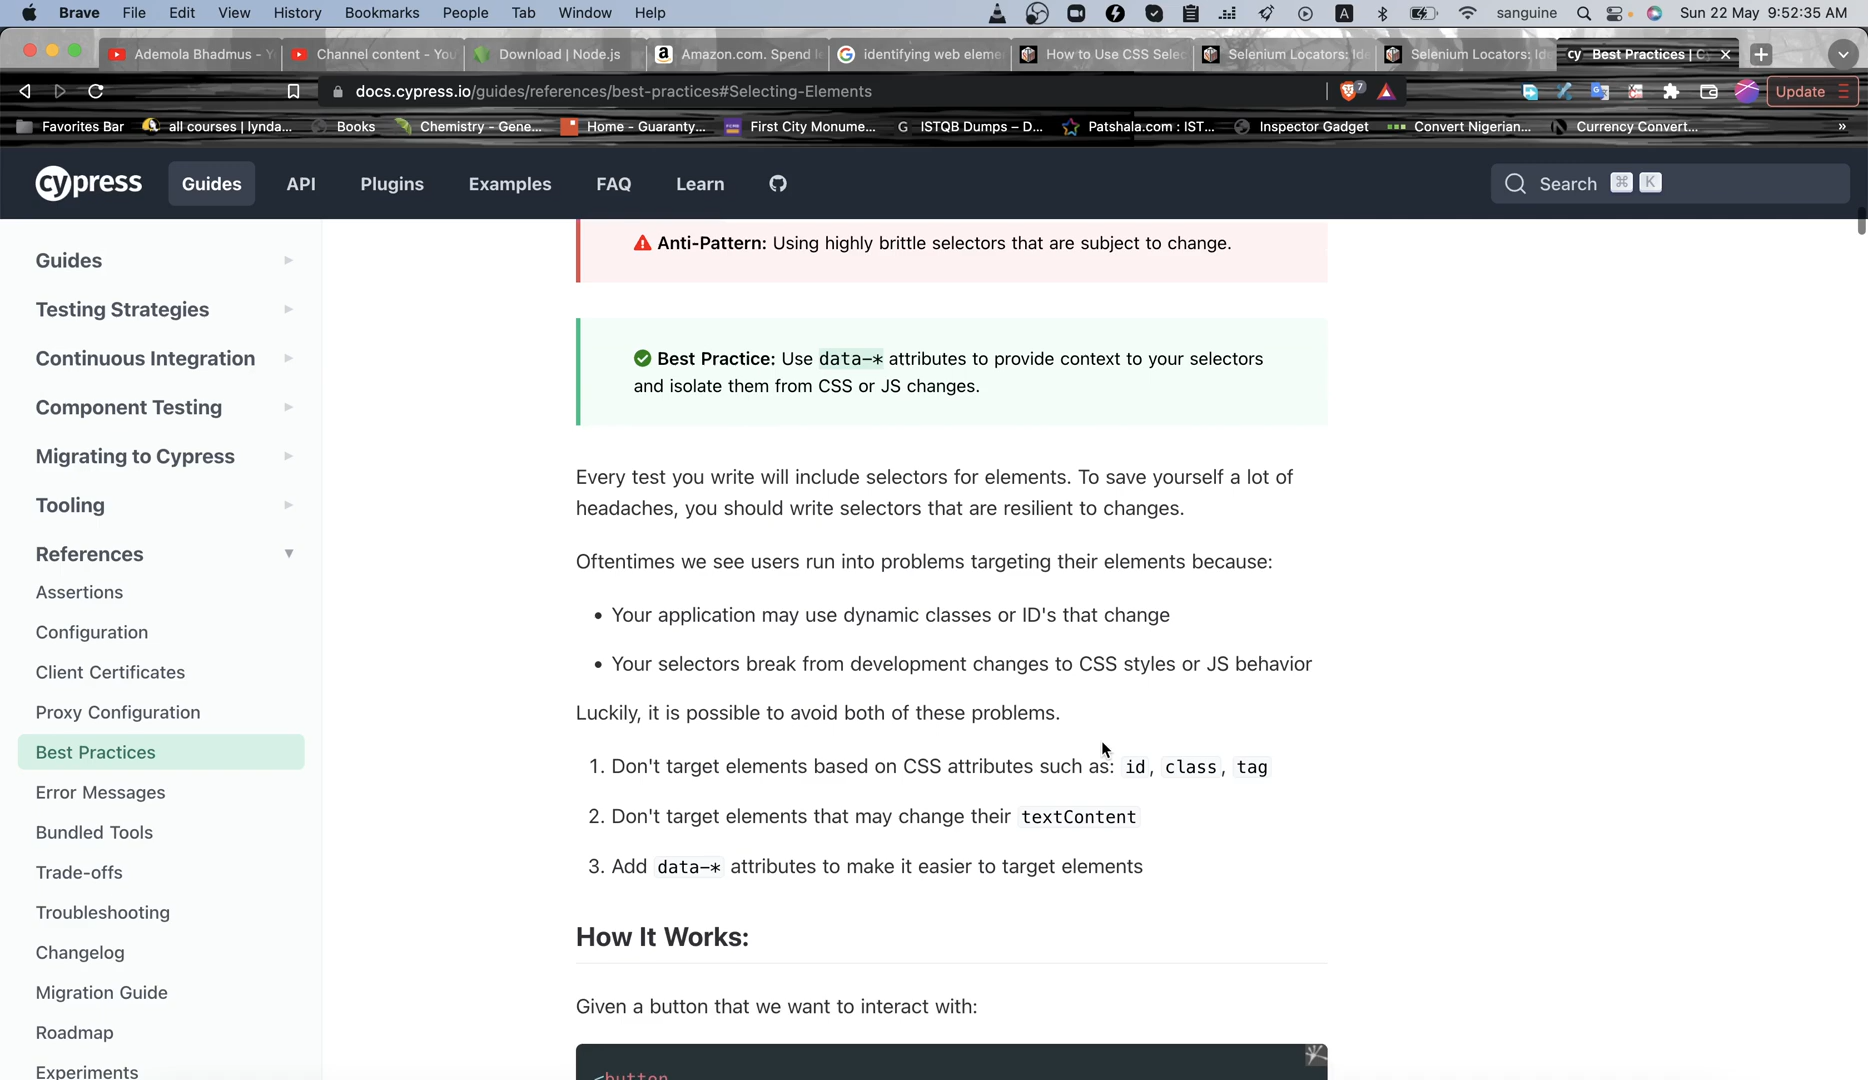 Brave File Edit View History Bookmarks People Tab Window Help A sanguine Sun 22 May 9:52:35 AM
Ademola Bhadmus - Channel content - You Download | Node.js Amazon.com. Spend identifying web eleme How to Use CSS Selec Selenium Locators: Ide Selenium Locators: Ide cy Best Practices | C
docs.cypress.io/guides/references/best-practices#Selecting-Elements 7 Update
Favorites Bar all courses | lynda... Books Chemistry - Gene... Home - Guaranty... First City Monume... G ISTQB Dumps – D... Patshala.com : IST... Inspector Gadget Convert Nigerian... Currency Convert... »
cypress Guides API Plugins Examples FAQ Learn Search ⌘ K
Guides
Testing Strategies
Continuous Integration
Component Testing
Migrating to Cypress
Tooling
References
Assertions
Configuration
Client Certificates
Proxy Configuration
Best Practices
Error Messages
Bundled Tools
Trade-offs
Troubleshooting
Changelog
Migration Guide
Roadmap
Experiments
Anti-Pattern: Using highly brittle selectors that are subject to change.
Best Practice: Use data-* attributes to provide context to your selectors
and isolate them from CSS or JS changes.
Every test you write will include selectors for elements. To save yourself a lot of
headaches, you should write selectors that are resilient to changes.
Oftentimes we see users run into problems targeting their elements because:
• Your application may use dynamic classes or ID's that change
• Your selectors break from development changes to CSS styles or JS behavior
Luckily, it is possible to avoid both of these problems.
1. Don't target elements based on CSS attributes such as: id, class, tag
2. Don't target elements that may change their textContent
3. Add data-* attributes to make it easier to target elements
How It Works:
Given a button that we want to interact with:
<button